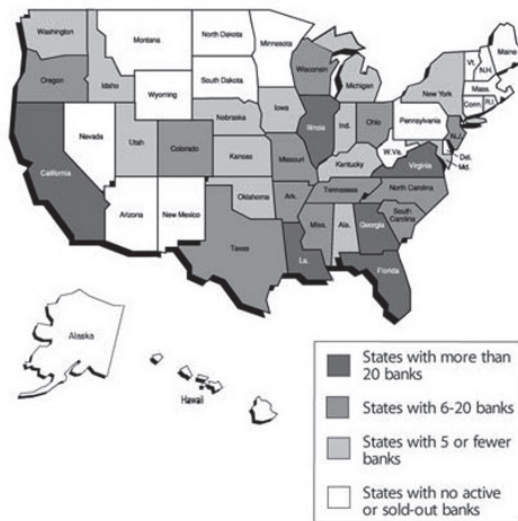 Washington
Montana
North Dakota
Minnesota
Maine
Vt.
N.H.
Oregon
Idaho
South Dakota
Wisconsin
Michigan
New York
Mass.
Conn.
R.I.
Wyoming
Iowa
Pennsylvania
N.J.
Nevada
Utah
Nebraska
Illinois
Ind.
Ohio
Del.
Md.
W.Va.
Virginia
California
Colorado
Kansas
Missouri
Kentucky
North Carolina
Tennessee
South Carolina
Arizona
New Mexico
Oklahoma
Ark.
Miss.
Ala.
Georgia
Texas
La.
Florida
Alaska
Hawaii
States with more than
20 banks
States with 6-20 banks
States with 5 or fewer
banks
States with no active
or sold-out banks